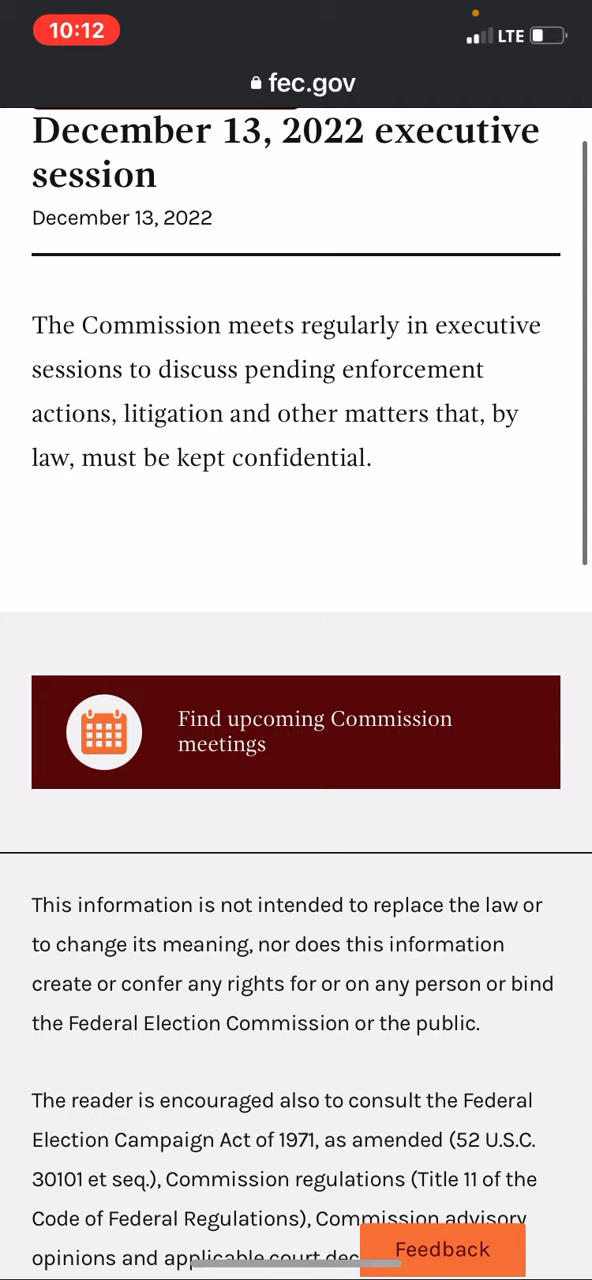 10:12
LTE
fec.gov
December 13, 2022 executive
session
December 13, 2022
The Commission meets regularly in executive
sessions to discuss pending enforcement
actions, litigation and other matters that, by
law, must be kept confidential.
Find upcoming Commission
meetings
This information is not intended to replace the law or
to change its meaning, nor does this information
create or confer any rights for or on any person or bind
the Federal Election Commission or the public.
The reader is encouraged also to consult the Federal
Election Campaign Act of 1971, as amended (52 U.S.C.
30101 et seq.), Commission regulations (Title 11 of the
Code of Federal Regulations), Commission advisory
opinions and applicable court dec
Feedback